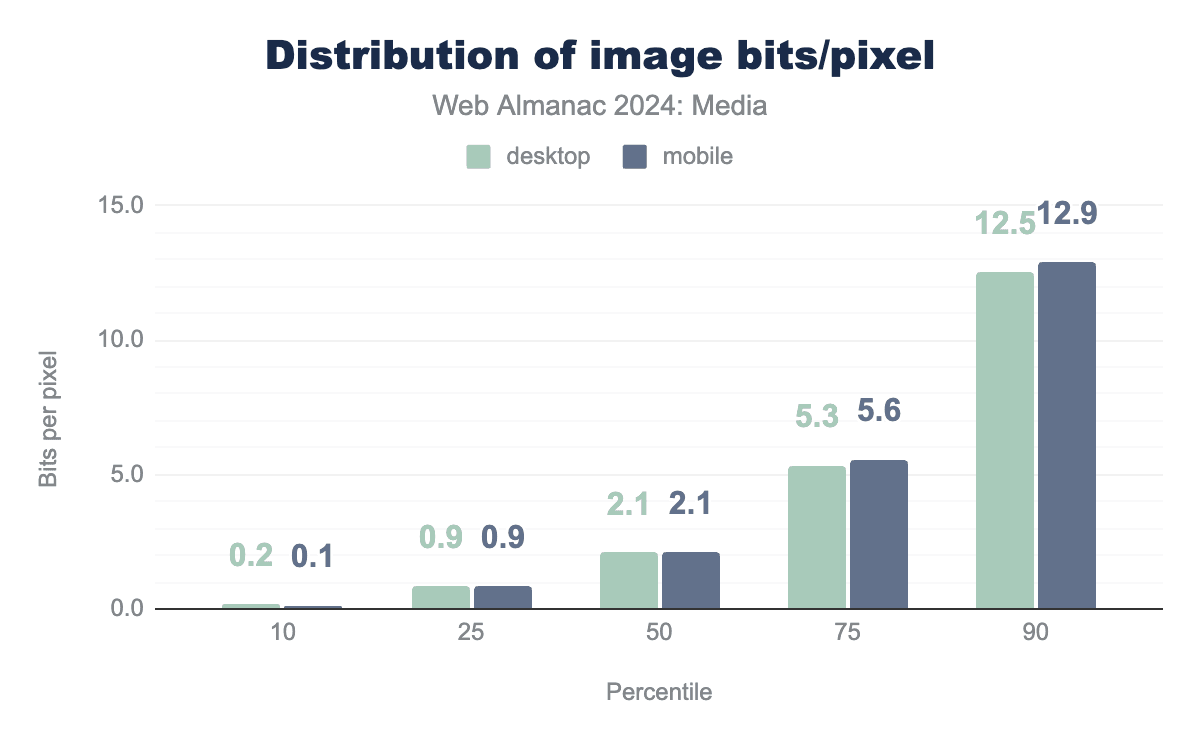 Distribution of image bits/pixel
Web Almanac 2024: Media
desktop mobile
15.0
10.0
5.0
0.0
Bits per pixel
0.2 0.1
0.9 0.9
2.1 2.1
5.3 5.6
12.5 12.9
10 25 50 75 90
Percentile